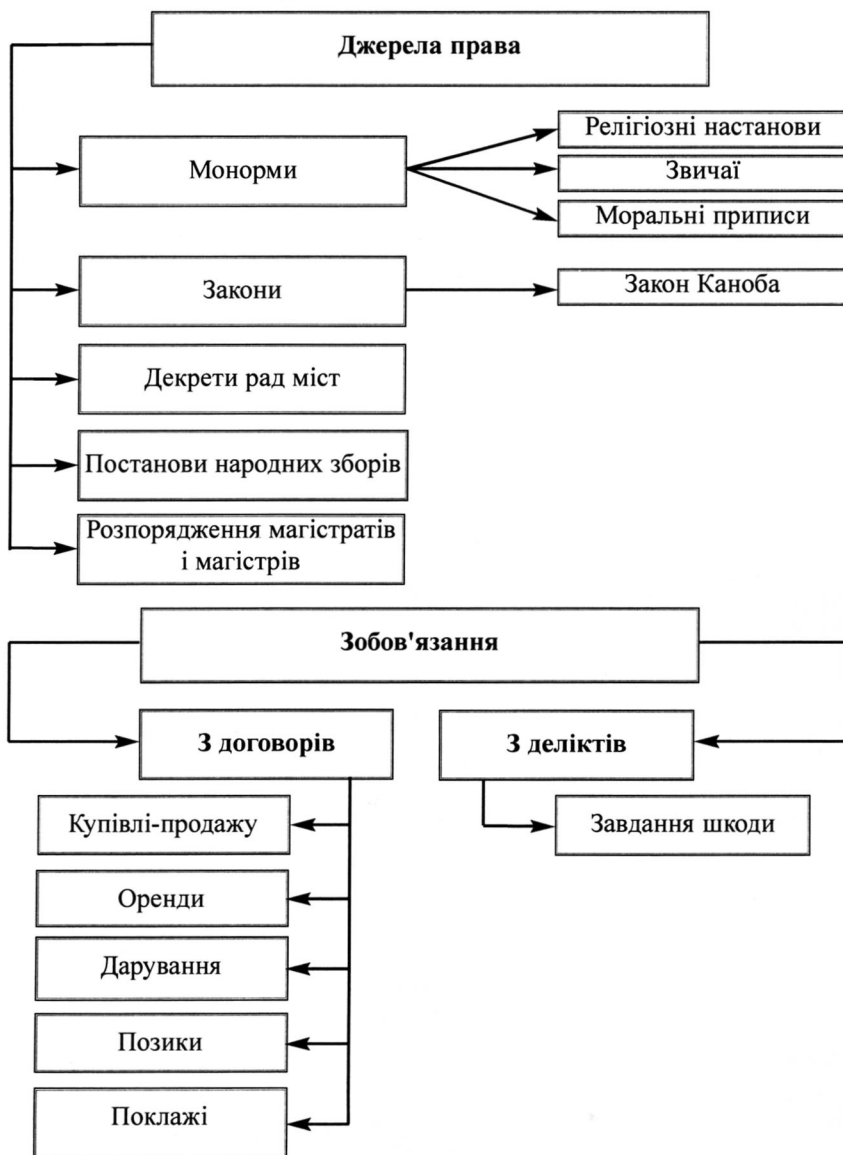 Джерела права
Монорми
Релігіозні настанови
Звичаї
Моральні приписи
Закони
Закон Каноба
Декрети рад міст
Постанови народних зборів
Розпорядження магістратів
і магістрів
Зобов'язання
З договорів
З деліктів
Купівлі-продажу
Завдання шкоди
Оренди
Дарування
Позики
Поклажі